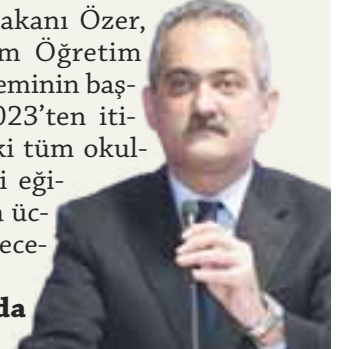 akanı Özer,
m Öğretim
eminin baş-
023’ten iti-
ki tüm okul-
i eği-
üc-
ece-
da